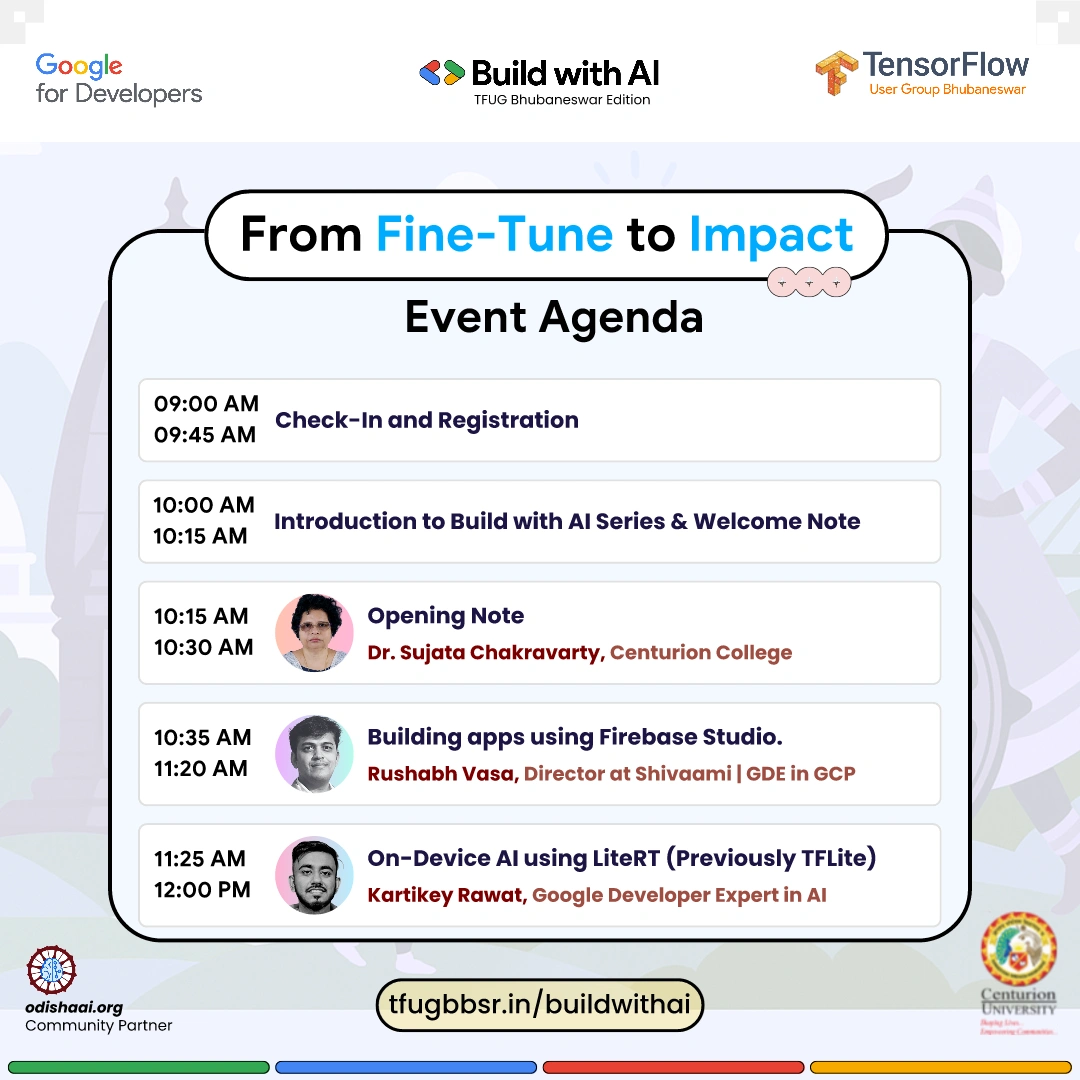 Google
for Developers
Build with AI
TFUG Bhubaneswar Edition
TensorFlow
User Group Bhubaneswar
From Fine-Tune to Impact
Event Agenda
09:00 AM
09:45 AM
Check-In and Registration
10:00 AM
10:15 AM
Introduction to Build with AI Series & Welcome Note
10:15 AM
10:30 AM
Opening Note
Dr. Sujata Chakravarty, Centurion College
10:35 AM
11:20 AM
Building apps using Firebase Studio.
Rushabh Vasa, Director at Shivaami | GDE in GCP
11:25 AM
12:00 PM
On-Device AI using LiteRT (Previously TFLite)
Kartikey Rawat, Google Developer Expert in AI
odishaai.org
Community Partner
tfugbbsr.in/buildwithai
Centurion
UNIVERSITY
Shaping Lives...
Empowering Communities...